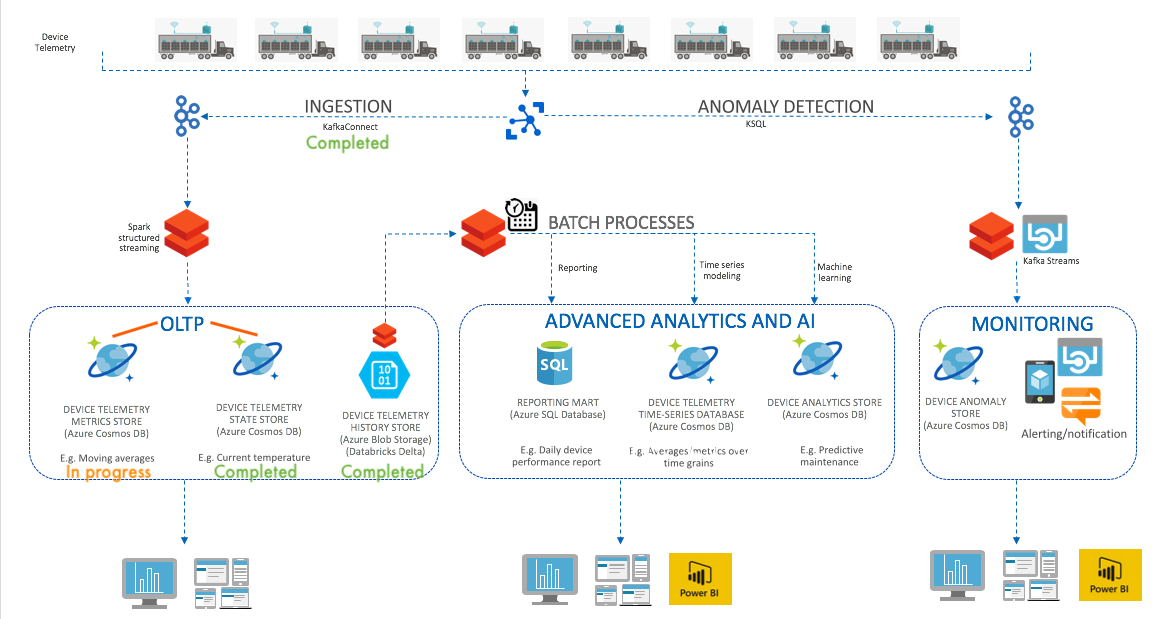 Device
Telemetry
INGESTION
KafkaConnect
Completed
ANOMALY DETECTION
KSQL
Spark
structured
streaming
BATCH PROCESSES
Reporting
Time series
modeling
Machine
learning
Kafka Streams
OLTP
DEVICE TELEMETRY
METRICS STORE
(Azure Cosmos DB)
E.g. Moving averages
In progress
DEVICE TELEMETRY
STATE STORE
(Azure Cosmos DB)
E.g. Current temperature
Completed
10
01
DEVICE TELEMETRY
HISTORY STORE
(Azure Blob Storage)
(Databricks Delta)
Completed
ADVANCED ANALYTICS AND AI
SQL
REPORTING MART
(Azure SQL Database)
E.g. Daily device
performance report
DEVICE TELEMETRY
TIME-SERIES DATABASE
(Azure Cosmos DB)
E.g. Averages/metrics over
time grains
DEVICE ANALYTICS STORE
(Azure Cosmos DB)
E.g. Predictive
maintenance
MONITORING
DEVICE ANOMALY
STORE
(Azure Cosmos DB)
Alerting/notification
Power BI
Power BI